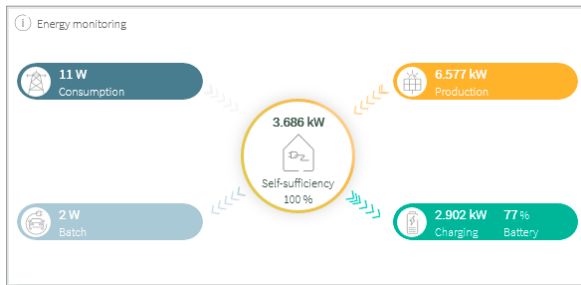 Energy monitoring
11 W
Consumption
6.577 kW
Production
3.686 kW
Self-sufficiency
100 %
2 W
Batch
2.902 kW 77 %
Charging Battery